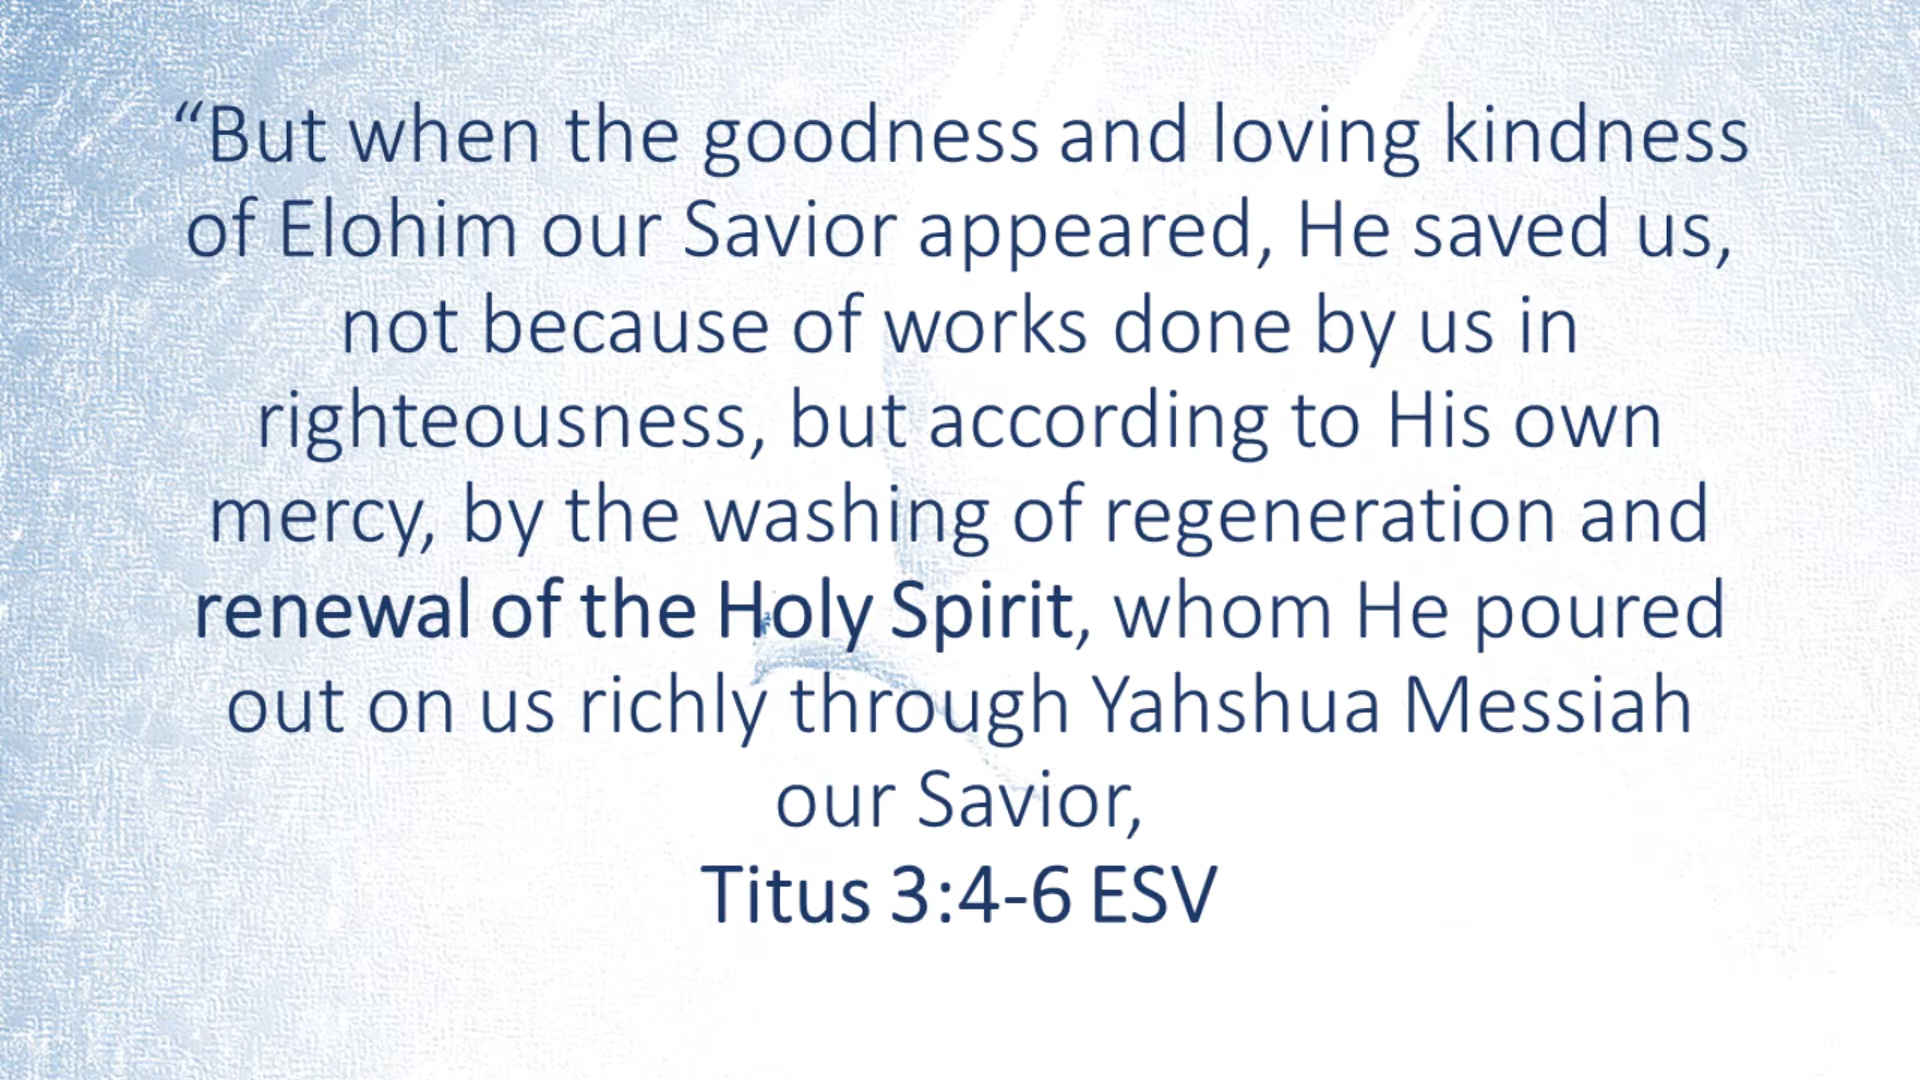 “But when the goodness and loving kindness
of Elohim our Savior appeared, He saved us,
not because of works done by us in
righteousness, but according to His own
mercy, by the washing of regeneration and
renewal of the Holy Spirit, whom He poured
out on us richly through Yahshua Messiah
our Savior,
Titus 3:4-6 ESV